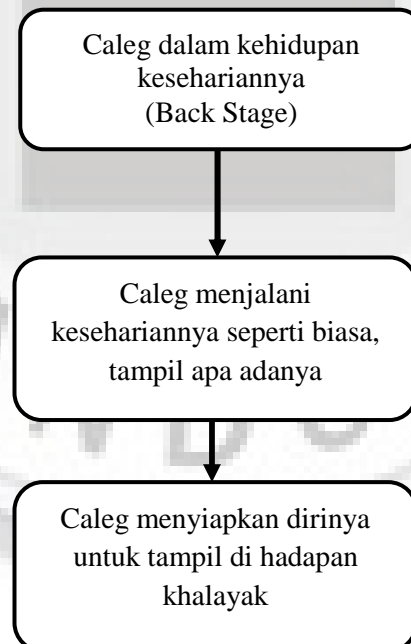 Caleg dalam kehidupan
kesehariannya
(Back Stage)
Caleg menjalani
kesehariannya seperti biasa,
tampil apa adanya
Caleg menyiapkan dirinya
untuk tampil di hadapan
khalayak